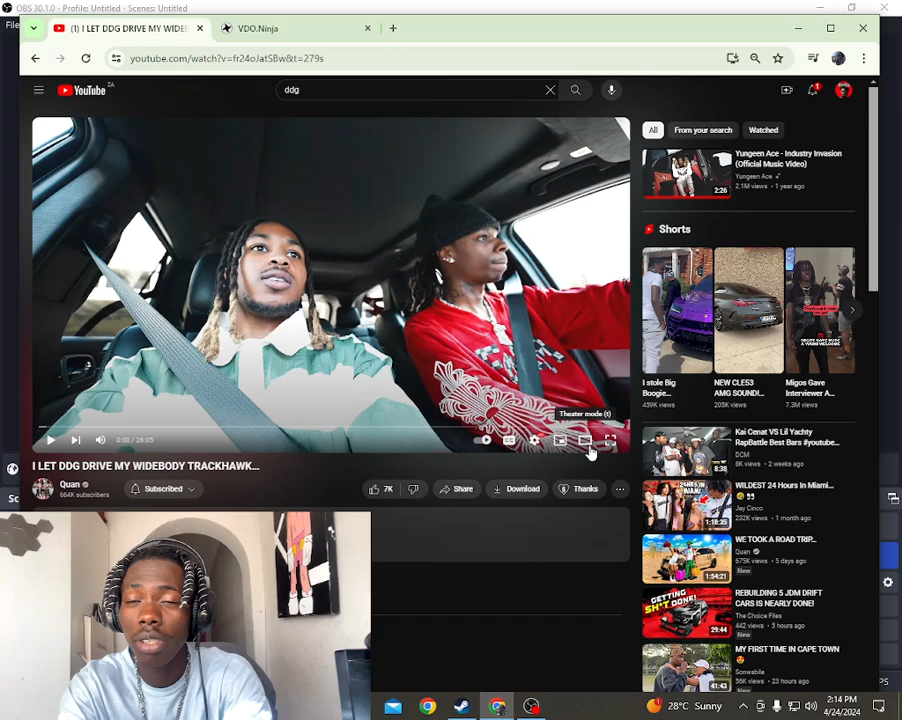 OBS 30.1.0 - Profile: Untitled - Scenes: Untitled
File
(1) I LET DDG DRIVE MY WIDEB
VDO.Ninja
youtube.com/watch?v=fr24oJatSBw&t=279s
YouTube ZA
ddg
1
All
From your search
Watched
Yungeen Ace - Industry Invasion
(Official Music Video)
Yungeen Ace
2.1M views • 1 year ago
2:26
Shorts
I stole Big
Boogie...
459K views
NEW CLE53
AMG SOUND!...
205K views
Migos Gave
Interviewer A...
7.3M views
Theater mode (t)
0:00 / 26:05
CC
I LET DDG DRIVE MY WIDEBODY TRACKHAWK...
Quan
664K subscribers
Subscribed
7K
Share
Download
Thanks
Kai Cenat VS Lil Yachty
RapBattle Best Bars #youtube...
DCM
8K views • 2 weeks ago
8:38
WILDEST 24 Hours In Miami...
Jay Cinco
232K views • 1 month ago
1:18:35
WE TOOK A ROAD TRIP...
Quan
675K views • 5 days ago
New
1:54:21
REBUILDING 5 JDM DRIFT
CARS IS NEARLY DONE!
The Choice Files
442 views • 5 hours ago
New
GETTING
SH*T DONE!
29:44
MY FIRST TIME IN CAPE TOWN
Sonwabile
56K views • 23 hours ago
New
41:43
28°C Sunny
2:14 PM
4/24/2024